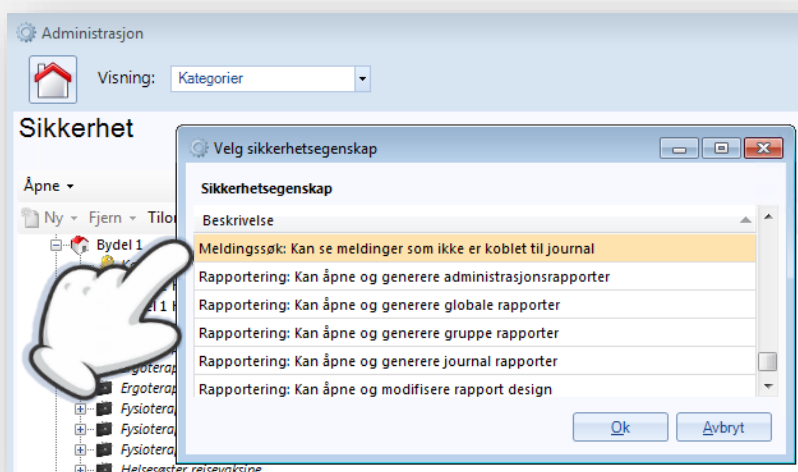 Administrasjon
Visning: Kategorier
Sikkerhet
Åpne
Ny Fjern
Bydel 1
Velg sikkerhetsegenskap
Sikkerhetsegenskap
Beskrivelse
Meldingssøk: Kan se meldinger som ikke er koblet til journal
Rapportering: Kan åpne og generere administrasjonsrapporter
Rapportering: Kan åpne og generere globale rapporter
Rapportering: Kan åpne og generere gruppe rapporter
Rapportering: Kan åpne og generere journal rapporter
Rapportering: Kan åpne og modifisere rapport design
Ok Avbryt
Helsesøster reisevaksine